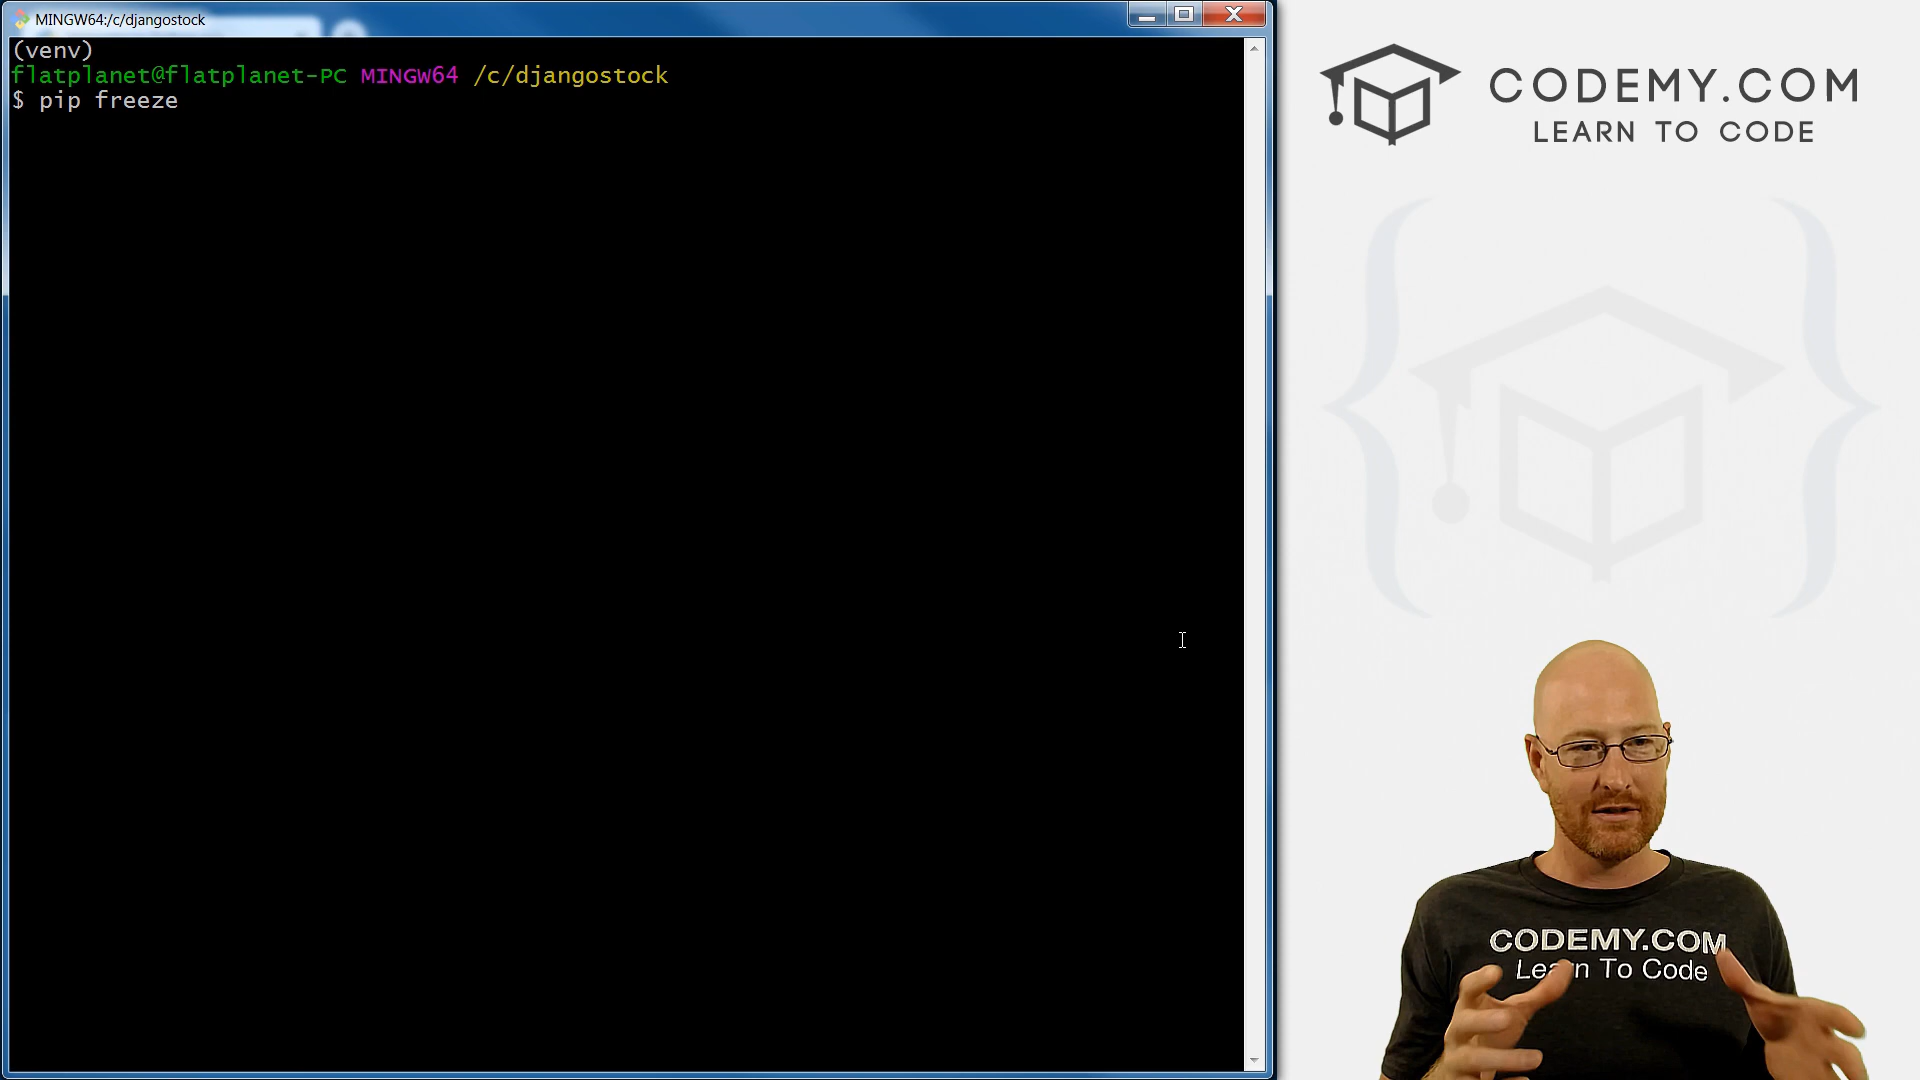 MINGW64:/c/djangostock
(venv)
flatplanet@flatplanet-PC MINGW64 /c/djangostock
$ pip freeze
CODEMY.COM
LEARN TO CODE
CODEMY.COM
Learn To Code